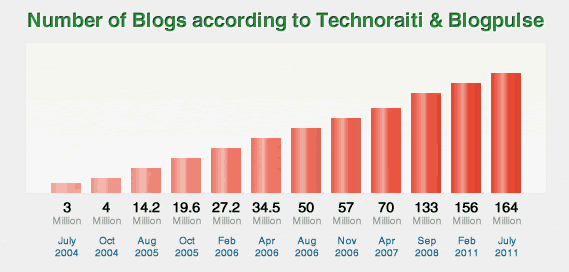 Number of Blogs according to Technoraiti & Blogpulse
3 4 14.2 19.6 27.2 34.5 50 57 70 133 156 164
Million Million Million Million Million Million Million Million Million Million Million Million
July Oct Aug Oct Feb Apr Aug Nov Apr Sep Feb July
2004 2004 2005 2005 2006 2006 2006 2006 2007 2008 2011 2011